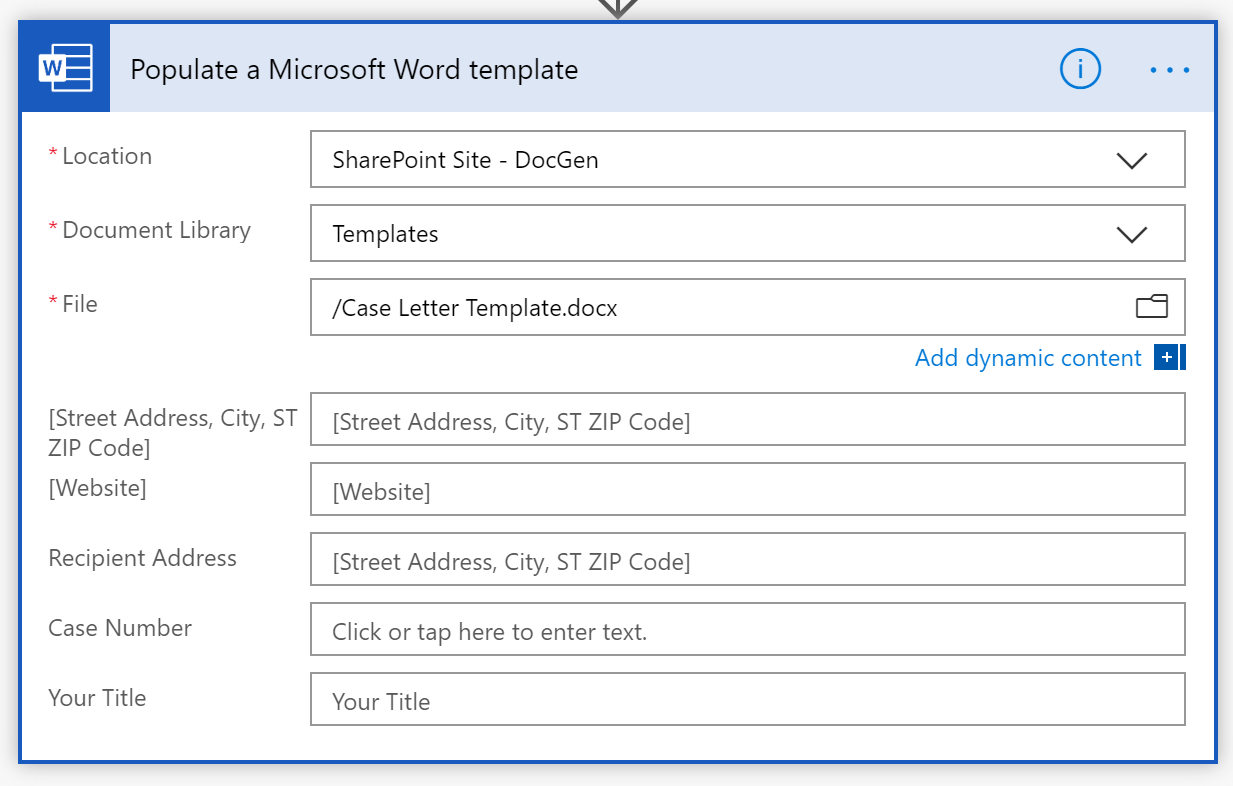 W
Populate a Microsoft Word template
i
* Location
SharePoint Site - DocGen
* Document Library
Templates
* File
/Case Letter Template.docx
Add dynamic content
[Street Address, City, ST
ZIP Code]
[Street Address, City, ST ZIP Code]
[Website]
[Website]
Recipient Address
[Street Address, City, ST ZIP Code]
Case Number
Click or tap here to enter text.
Your Title
Your Title